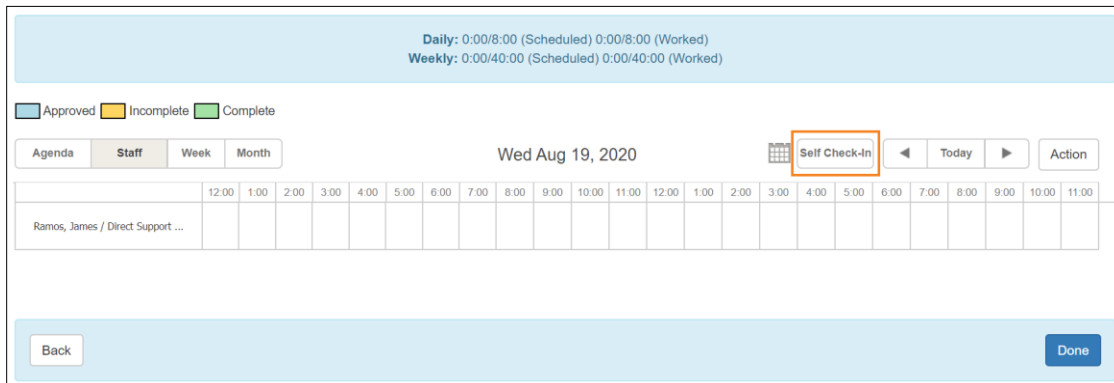 Daily: 0:00/8:00 (Scheduled) 0:00/8:00 (Worked)
Weekly: 0:00/40:00 (Scheduled) 0:00/40:00 (Worked)
Approved Incomplete Complete
Agenda Staff Week Month Wed Aug 19, 2020 Self Check-In Today Action
12:00 1:00 2:00 3:00 4:00 5:00 6:00 7:00 8:00 9:00 10:00 11:00 12:00 1:00 2:00 3:00 4:00 5:00 6:00 7:00 8:00 9:00 10:00 11:00
Ramos, James / Direct Support ...
Back Done